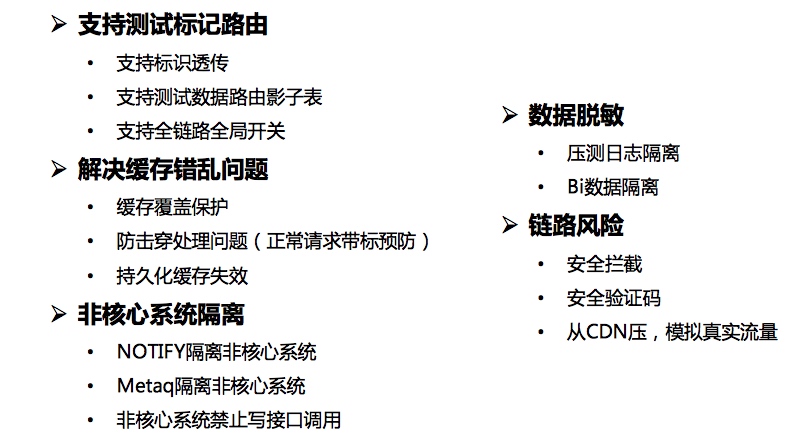 支持测试标记路由
支持标识透传
支持测试数据路由影子表
支持全链路全局开关
解决缓存错乱问题
缓存覆盖保护
防击穿处理问题（正常请求带标预防）
持久化缓存失效
非核心系统隔离
NOTIFY隔离非核心系统
Metaq隔离非核心系统
非核心系统禁止写接口调用
数据脱敏
压测日志隔离
Bi数据隔离
链路风险
安全拦截
安全验证码
从CDN压，模拟真实流量